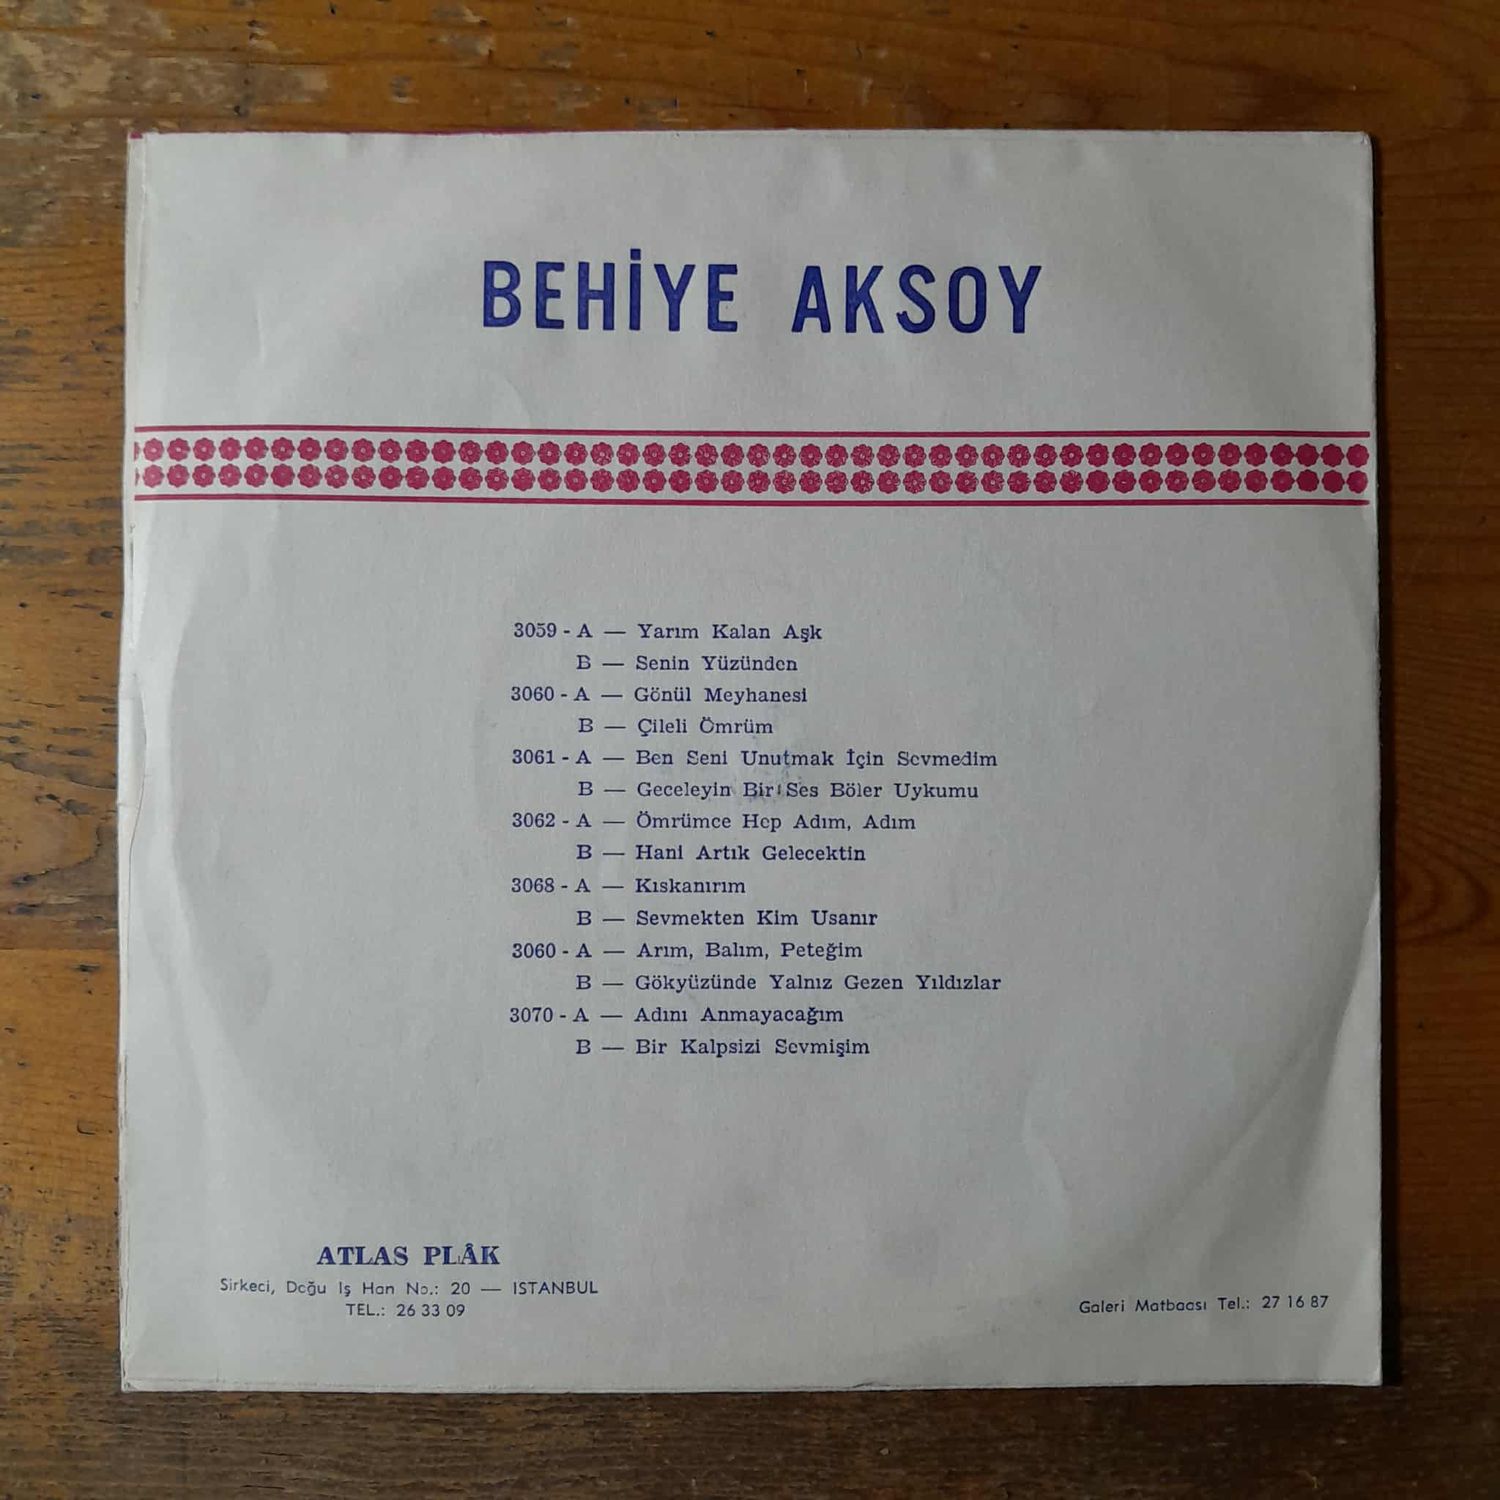 BEHİYE AKSOY
3059 - A — Yarım Kalan Aşk
B — Senin Yüzünden
3060 - A — Gönül Meyhanesi
B — Çileli Ömrüm
3061 - A — Ben Seni Unutmak İçin Sevmedim
B — Geceleyin Bir Ses Böler Uykumu
3062 - A — Ömrümce Hep Adım, Adım
B — Hani Artık Gelecektin
3068 - A — Kıskanırım
B — Sevmekten Kim Usanır
3060 - A — Arım, Balım, Peteğim
B — Gökyüzünde Yalnız Gezen Yıldızlar
3070 - A — Adını Anmayacağım
B — Bir Kalpsizi Sevmişim
ATLAS PLÂK
Sirkeci, Doğu Iş Han No.: 20 — ISTANBUL
TEL.: 26 33 09
Galeri Matbaası Tel.: 27 16 87